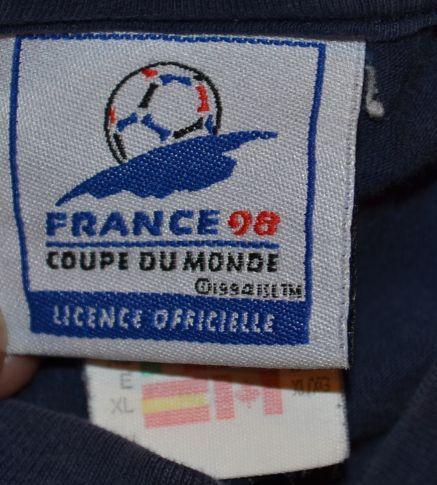 FRANCE 98
COUPE DU MONDE
©1994 ISL TM
LICENCE OFFICIELLE
E
XL